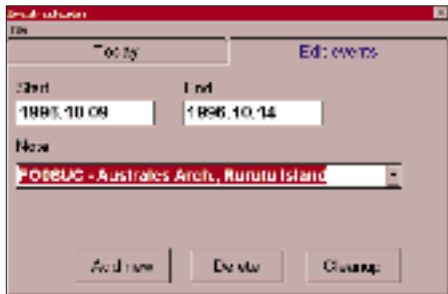 File
Today Edit events
Start End
1996.10.09 1996.10.14
Note
FO0BUC - Australes Arch., Rurutu Island
Add new Delete Cleanup